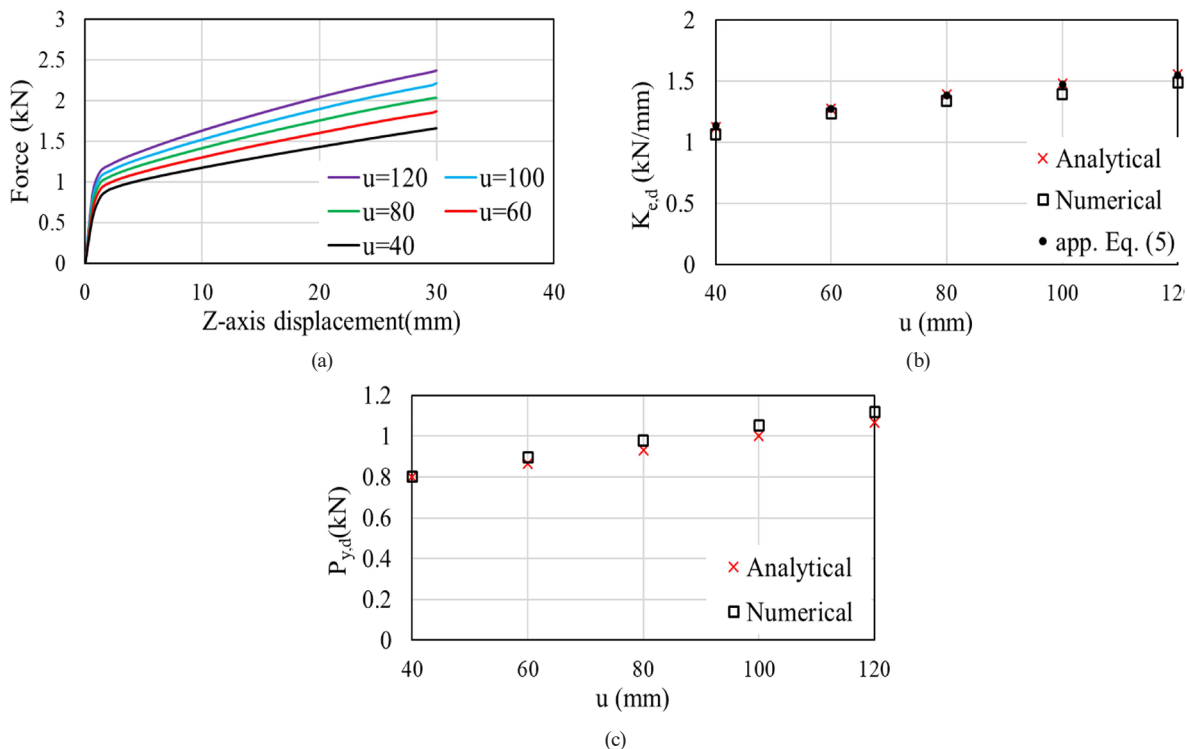 3
2.5
2
1.5
1
0.5
0
Force (kN)
u=120
u=100
u=80
u=60
u=40
0
10
20
30
40
Z-axis displacement(mm)
(a)
2
1.5
1
0.5
0
K_e,d (kN/mm)
Analytical
Numerical
app. Eq. (5)
40
60
80
100
120
u (mm)
(b)
1.2
1
0.8
0.6
0.4
0.2
0
P_y,d(kN)
Analytical
Numerical
40
60
80
100
120
u (mm)
(c)